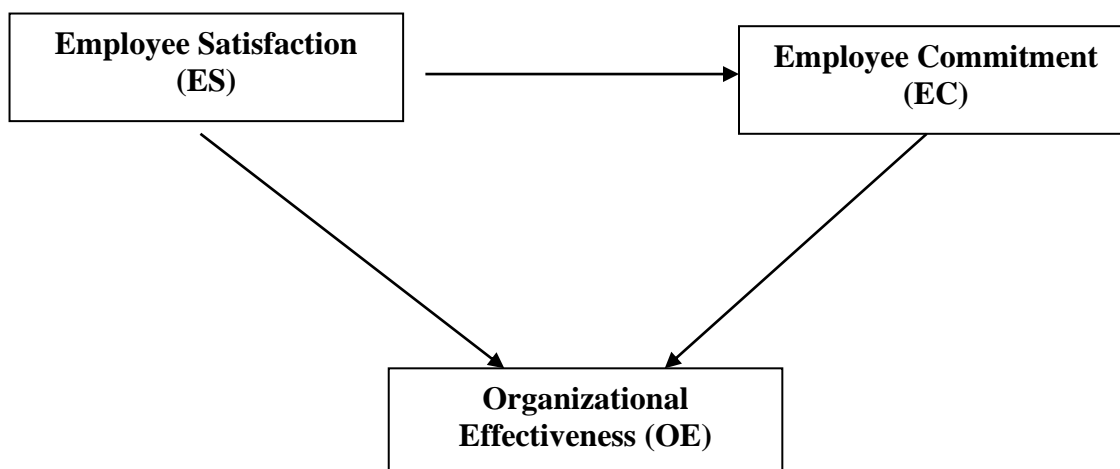 Employee Satisfaction
(ES)
Employee Commitment
(EC)
Organizational
Effectiveness (OE)